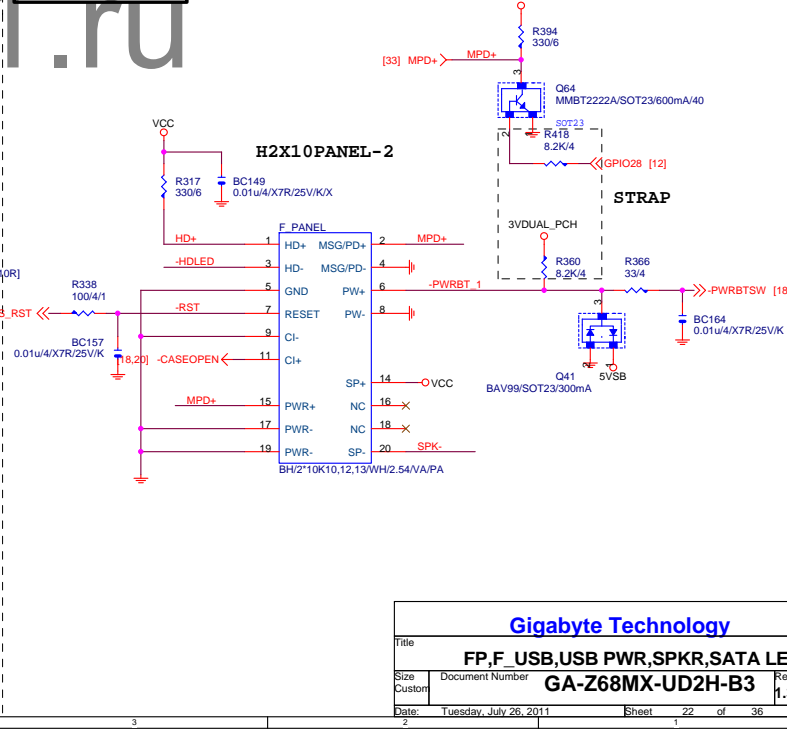 .ru
R394
330/6
[33] MPD+
MPD+
3
Q64
MMBT2222A/SOT23/600mA/40
SOT23
2
R418
8.2K/4
GPIO28 [12]
STRAP
VCC
H2X10PANEL-2
R317
330/6
BC149
0.01u/4/X7R/25V/K/X
3VDUAL_PCH
R360
8.2K/4
R366
33/4
F_PANEL
HD+ 1 HD+ MSG/PD+ 2 MPD+
-HDLED 3 HD- MSG/PD- 4
5 GND PW+ 6 -PWRBT_1
-RST 7 RESET PW- 8
9 CI-
[18,20] -CASEOPEN 11 CI+
SP+ 14 VCC
MPD+ 15 PWR+ NC 16
17 PWR- NC 18
19 PWR- SP- 20 SPK-
BH/2*10K10,12,13/WH/2.54/VA/PA
R338
100/4/1
_RST
BC157
0.01u/4/X7R/25V/K
-PWRBTSW [18
3
BC164
0.01u/4/X7R/25V/K
2
1
5VSB
Q41
BAV99/SOT23/300mA
Gigabyte Technology
Title
FP,F_USB,USB PWR,SPKR,SATA LE
Size
Custom
Document Number
GA-Z68MX-UD2H-B3
Re
1.
Date: Tuesday, July 26, 2011 Sheet 22 of 36
3 2 1